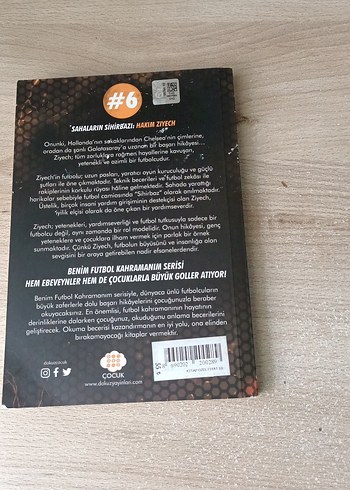 #6
SAHALARIN SİHİRBAZI: HAKIM ZIYECH
Onunki, Hollanda'nın sokaklarından Chelsea'nin çimlerine,
oradan da şanlı Galatasaray'a uzanan bir başarı hikâyesi...
Ziyech; tüm zorluklara rağmen hayallerine kavuşan,
yetenekli ve azimli bir futbolcudur.
Ziyech'in futbolu; uzun pasları, yaratıcı oyun kuruculuğu ve güçlü
şutları ile öne çıkmaktadır. Teknik becerileri ve futbol zekâsı ile
rakiplerinin korkulu rüyası hâline gelmektedir. Sahada yarattığı
harikalar sebebiyle futbol camiasında "Sihirbaz" olarak anılmaktadır.
Üstelik, birçok insani yardım girişiminin destekçisi olan Ziyech,
iyilik elçisi olarak da öne çıkan bir yardımseverdir.
Ziyech; yetenekleri, yardımseverliği ve futbol tutkusuyla sadece bir
futbolcu değil, aynı zamanda bir rol modelidir. Onun hikâyesi, genç
yeteneklere ve çocuklara ilham vermek için parlak bir örnek
sunmaktadır. Çünkü Ziyech, futbolun büyüsünü ve insanlığa olan
sevgisini bir araya getirebilen nadir efsanelerdendir.
BENİM FUTBOL KAHRAMANIM SERİSİ
HEM EBEVEYNLER HEM DE ÇOCUKLARLA BÜYÜK GOLLER ATIYOR!
Benim Futbol Kahramanım serisiyle, dünyaca ünlü futbolcuların
büyük zaferlerle dolu başarı hikâyelerini çocuğunuzla beraber
okuyacaksınız. En önemlisi, futbol kahramanının hayatının
derinliklerine dalarken çocuğunuz, okuduğunu anlama becerilerini
geliştirecek. Okuma becerisi kazandırmanın en iyi yolu, ona elinden
bırakamayacağı kitaplar vermektir.
ÇOCUK
www.dokuzyayinlari.com